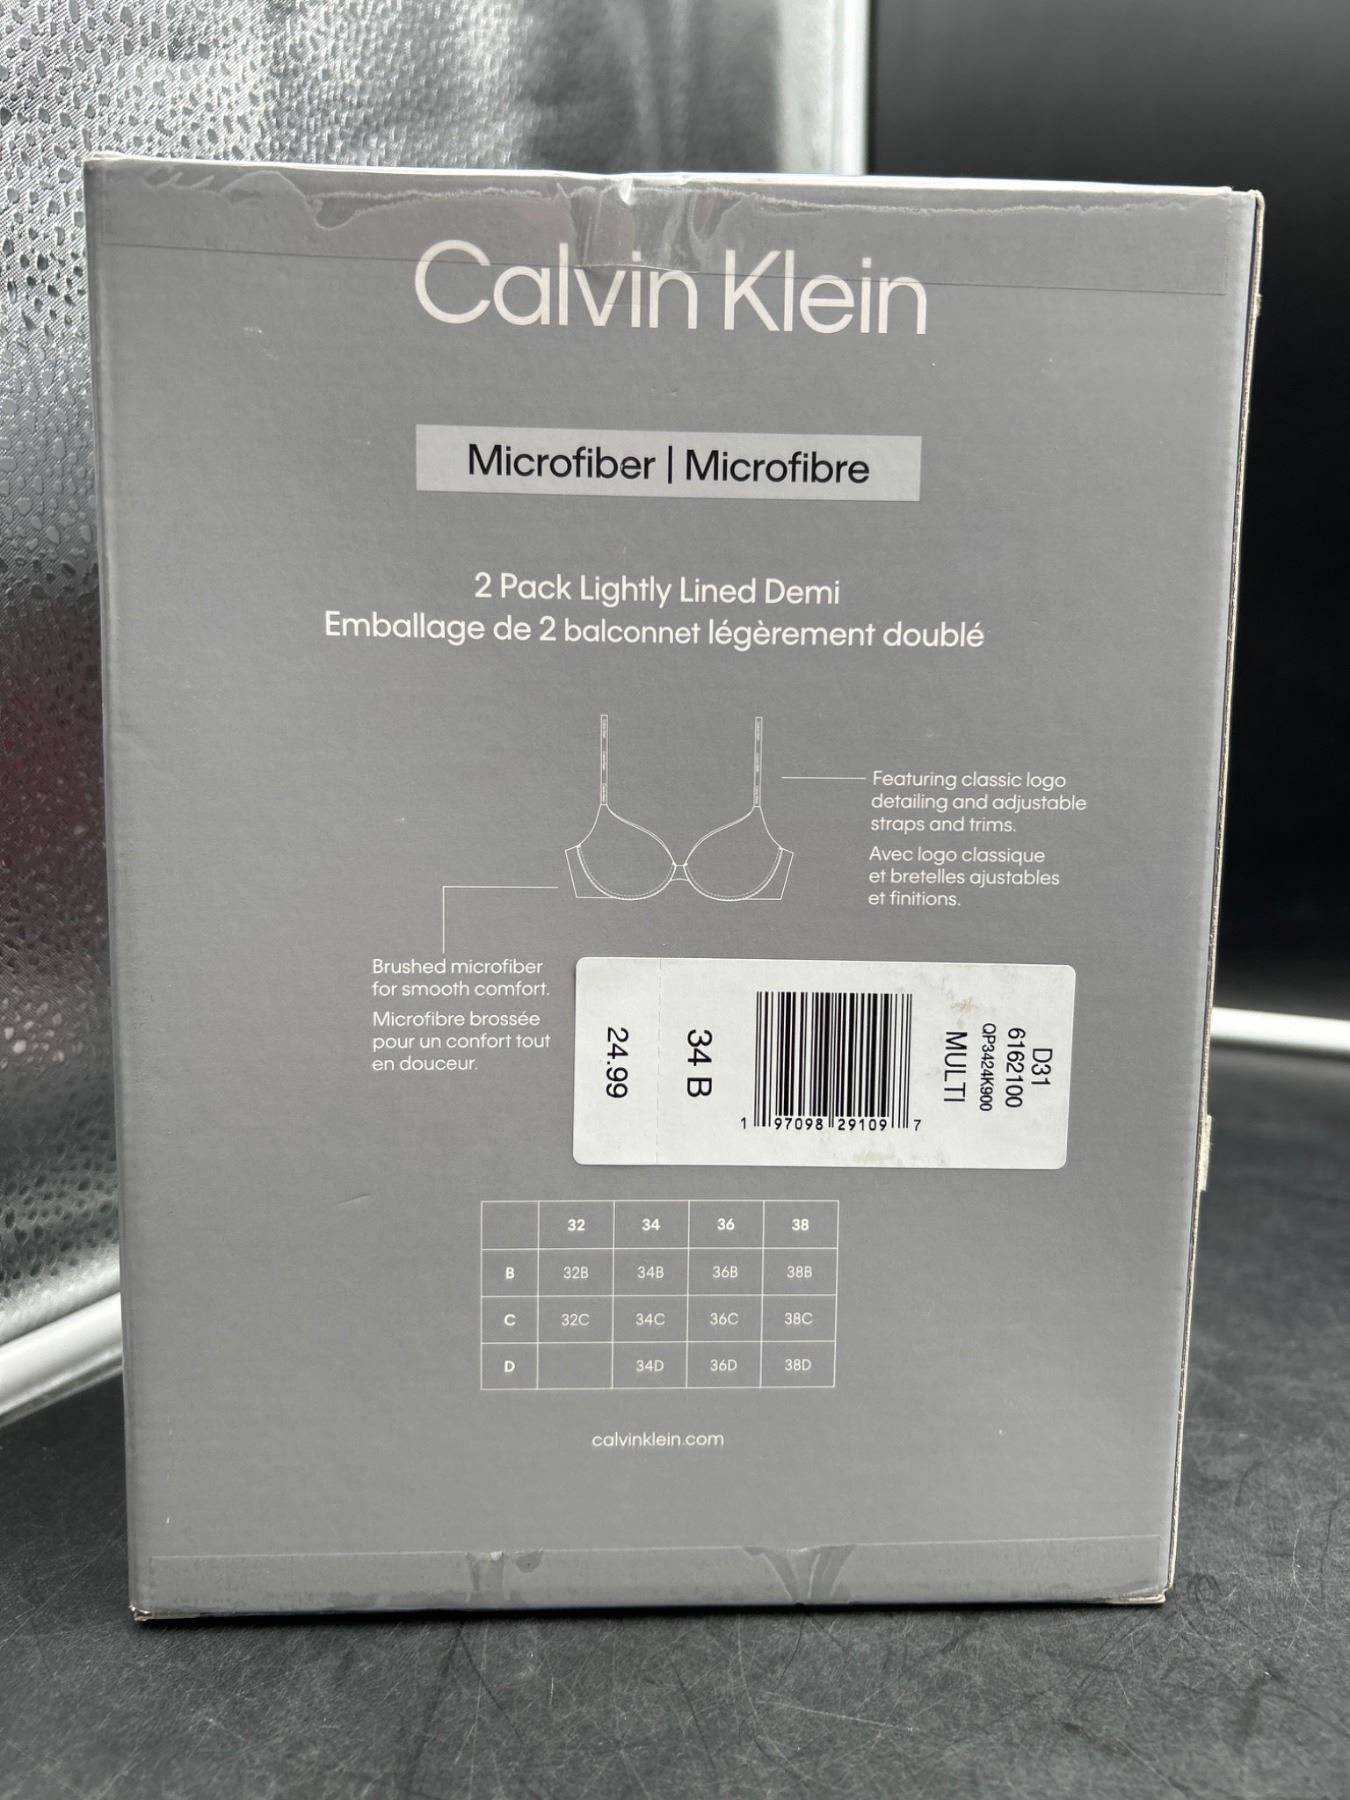 Calvin Klein
Microfiber | Microfibre
2 Pack Lightly Lined Demi
Emballage de 2 balconnet légèrement doublé
Featuring classic logo
detailing and adjustable
straps and trims.
Avec logo classique
et bretelles ajustables
et finitions.
Brushed microfiber
for smooth comfort.
Microfibre brossée
pour un confort tout
en douceur.
D31
6162100
QP3424K900
MULTI
1 97098 29109 7
34 B
24.99
32 34 36 38
B 32B 34B 36B 38B
C 32C 34C 36C 38C
D 34D 36D 38D
calvinklein.com